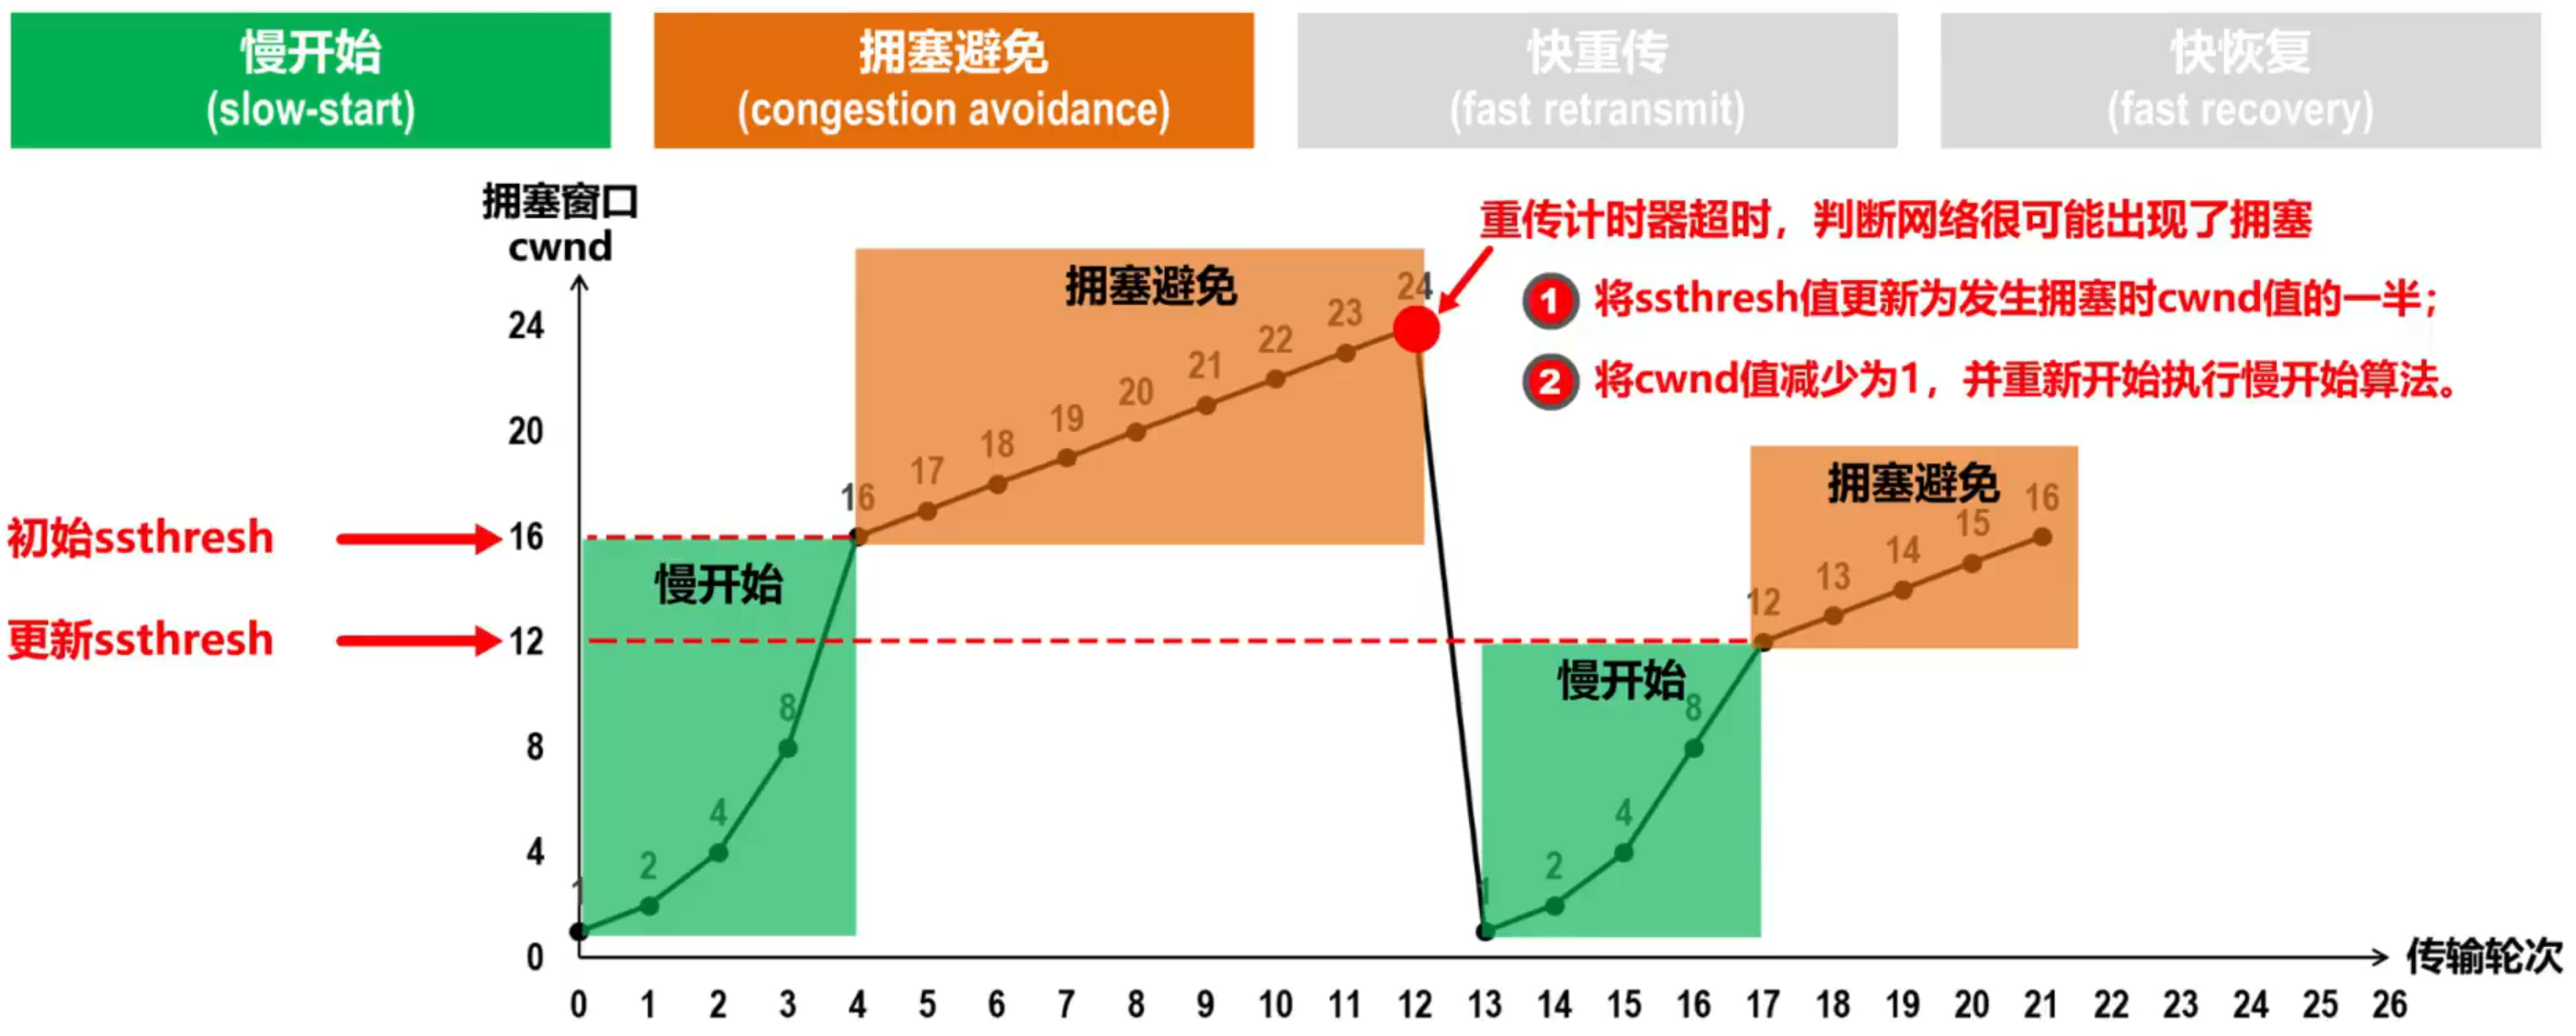 慢开始
(slow-start)
拥塞避免
(congestion avoidance)
快重传
(fast retransmit)
快恢复
(fast recovery)
拥塞窗口
cwnd
重传计时器超时，判断网络很可能出现了拥塞
1 将ssthresh值更新为发生拥塞时cwnd值的一半；
2 将cwnd值减少为1，并重新开始执行慢开始算法。
拥塞避免
24
23
22
21
20
19
18
17
16
24
20
16
12
8
4
0
初始ssthresh
更新ssthresh
慢开始
8
4
2
1
拥塞避免
16
15
14
13
12
慢开始
8
4
2
1
传输轮次
0 1 2 3 4 5 6 7 8 9 10 11 12 13 14 15 16 17 18 19 20 21 22 23 24 25 26